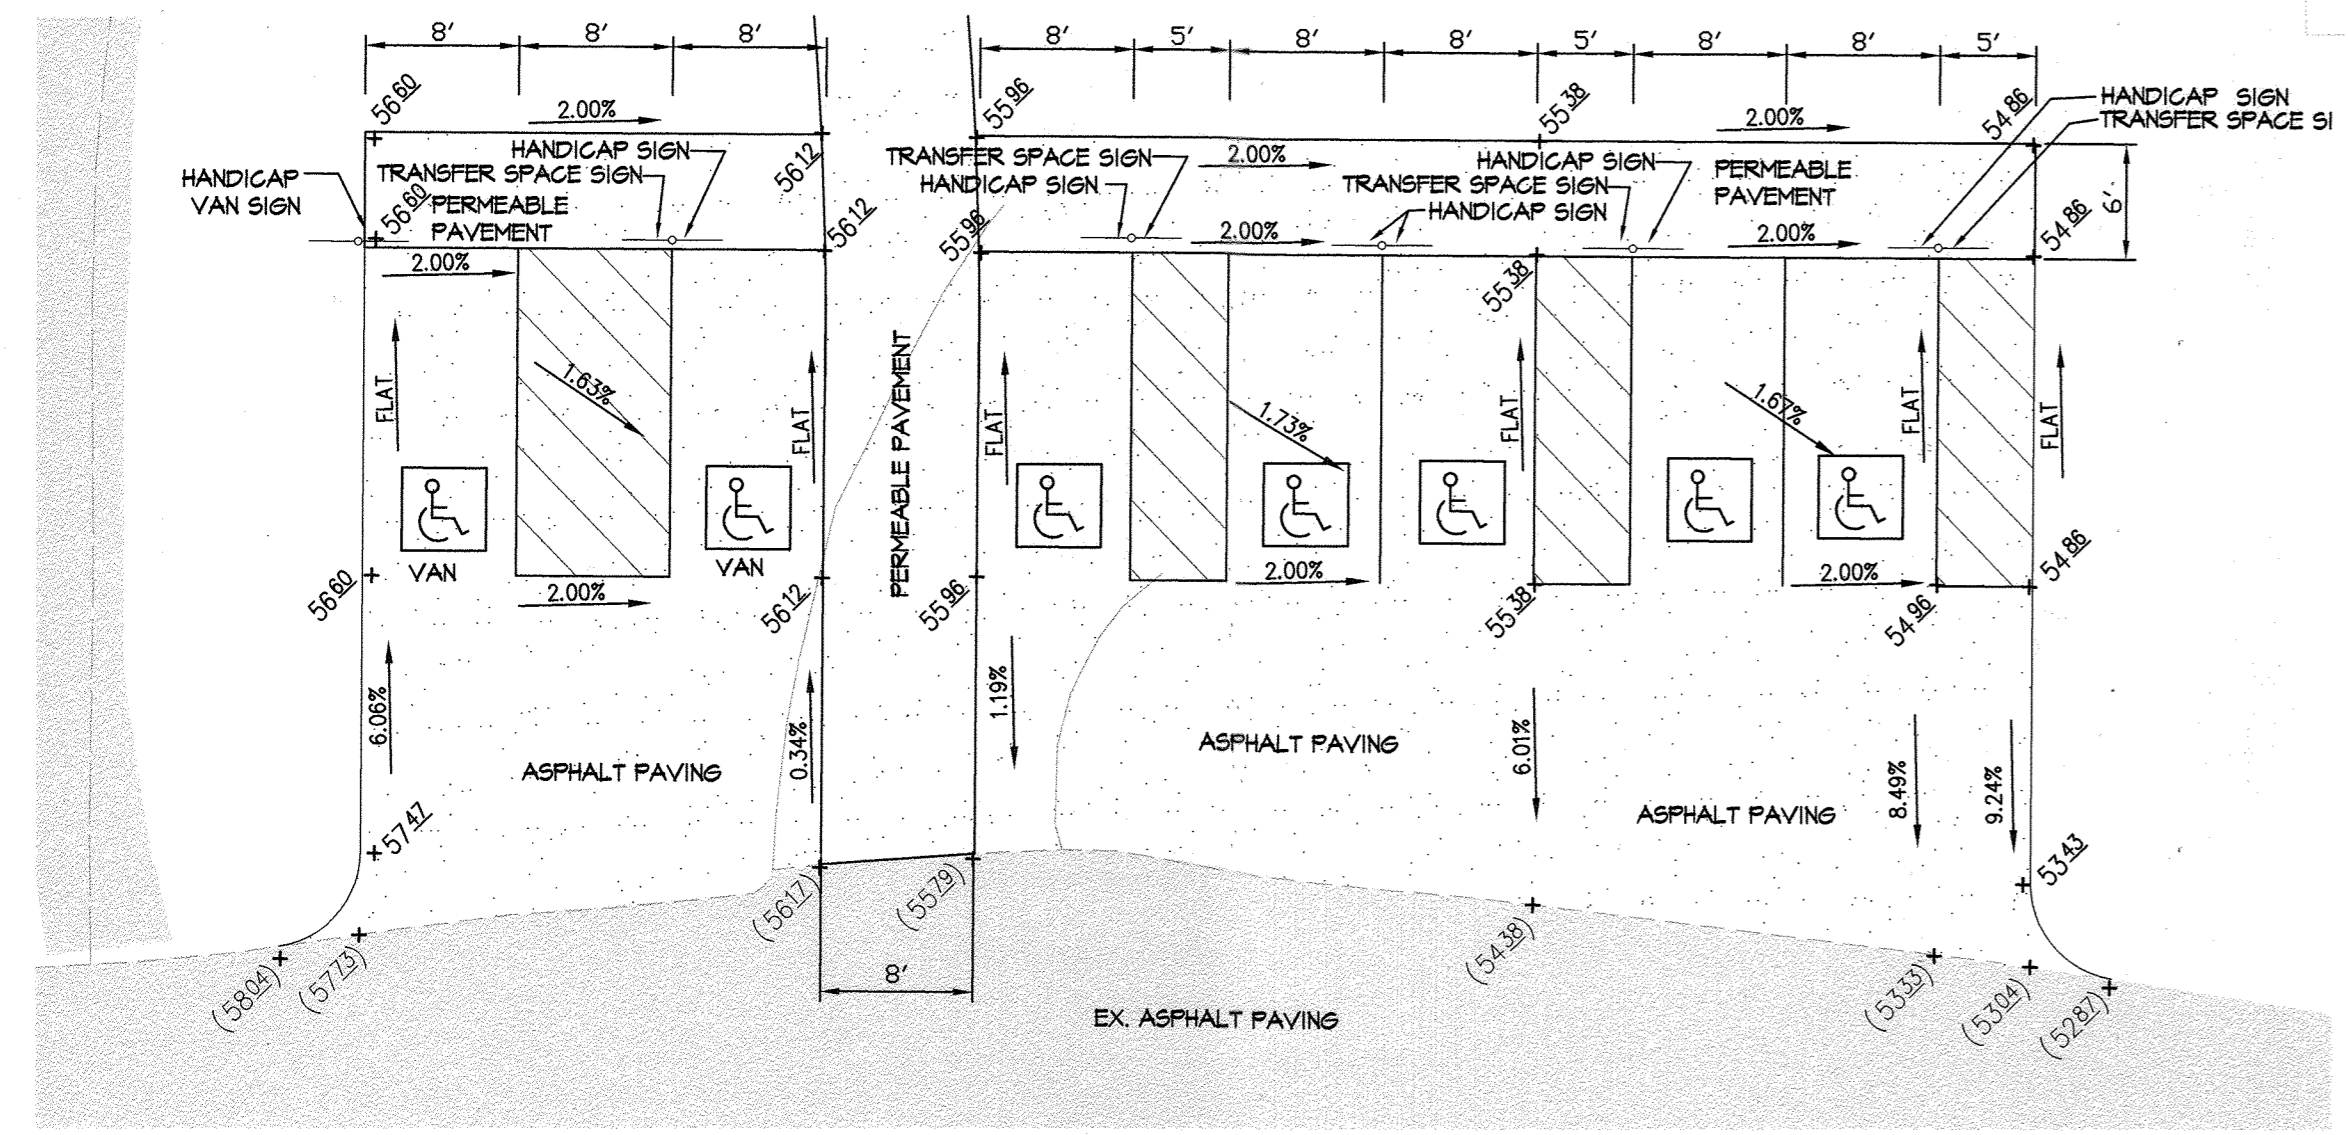 8' 8' 8' 8' 5' 8' 8' 5' 8' 8' 5'
5660
2.00%
5596
5538
2.00%
5486
HANDICAP SIGN
TRANSFER SPACE SI
HANDICAP
VAN SIGN
HANDICAP SIGN
TRANSFER SPACE SIGN
5660
PERMEABLE
PAVEMENT
5612
5612
TRANSFER SPACE SIGN
HANDICAP SIGN
2.00%
HANDICAP SIGN
TRANSFER SPACE SIGN
HANDICAP SIGN
PERMEABLE
PAVEMENT
6'
5596
2.00%
2.00%
5486
2.00%
5538
FLAT
1.63%
FLAT
PERMEABLE PAVEMENT
FLAT
1.73%
FLAT
1.67%
FLAT
FLAT
VAN
VAN
5660
2.00%
5612
5596
2.00%
5538
2.00%
5496
5486
6.06%
0.34%
1.19%
6.01%
8.49%
9.24%
ASPHALT PAVING
ASPHALT PAVING
ASPHALT PAVING
5747
5343
(5804)
(5773)
(5617)
(5579)
(5438)
(5333)
(5304)
(5287)
8'
EX. ASPHALT PAVING